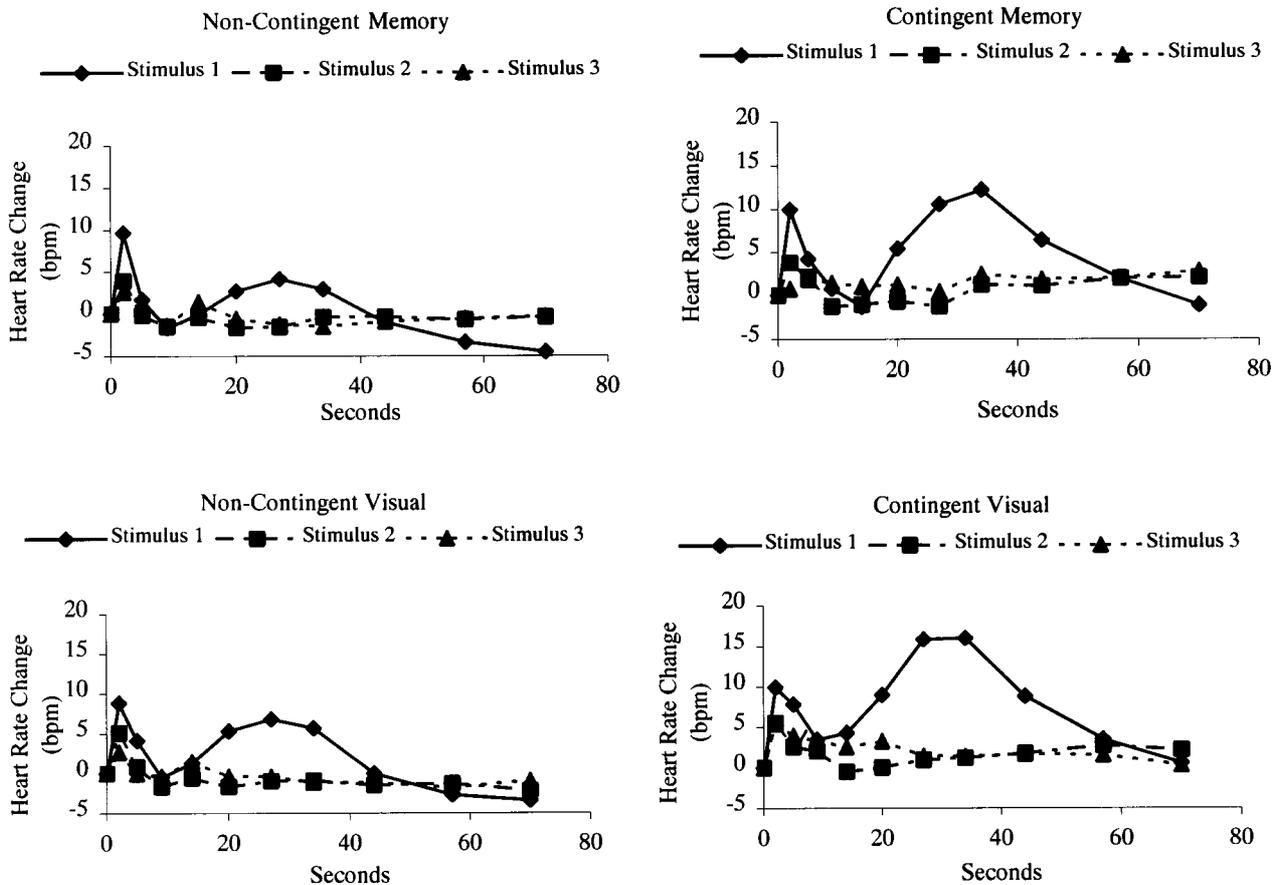 Non-Contingent Memory
Stimulus 1 Stimulus 2 Stimulus 3
20
15
10
5
0
-5
Heart Rate Change
(bpm)
0 20 40 60 80
Seconds
Contingent Memory
Stimulus 1 Stimulus 2 Stimulus 3
20
15
10
5
0
-5
Heart Rate Change
(bpm)
0 20 40 60 80
Seconds
Non-Contingent Visual
Stimulus 1 Stimulus 2 Stimulus 3
20
15
10
5
0
-5
Heart Rate Change
(bpm)
0 20 40 60 80
Seconds
Contingent Visual
Stimulus 1 Stimulus 2 Stimulus 3
20
15
10
5
0
-5
Heart Rate Change
(bpm)
0 20 40 60 80
Seconds